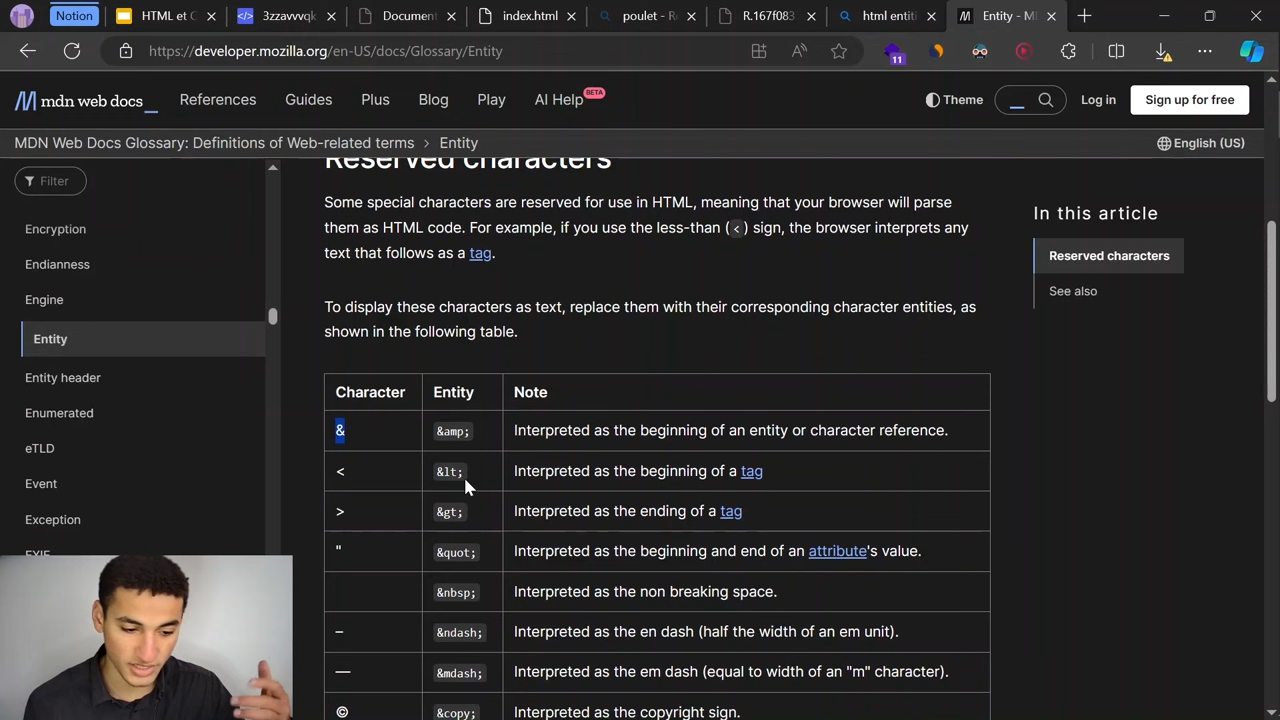 Notion
HTML et C
3zzavvvqk
Document
index.html
poulet - Re
R.167f083
html entiti
Entity - M
https://developer.mozilla.org/en-US/docs/Glossary/Entity
11
mdn web docs_
References
Guides
Plus
Blog
Play
AI Help
BETA
Theme
Log in
Sign up for free
MDN Web Docs Glossary: Definitions of Web-related terms > Entity
English (US)
Filter
Encryption
Endianness
Engine
Entity
Entity header
Enumerated
eTLD
Event
Exception
EXIF
Reserved characters
Some special characters are reserved for use in HTML, meaning that your browser will parse
them as HTML code. For example, if you use the less-than ( < ) sign, the browser interprets any
text that follows as a tag.
To display these characters as text, replace them with their corresponding character entities, as
shown in the following table.
Character Entity Note
& &amp; Interpreted as the beginning of an entity or character reference.
< &lt; Interpreted as the beginning of a tag
> &gt; Interpreted as the ending of a tag
" &quot; Interpreted as the beginning and end of an attribute's value.
&nbsp; Interpreted as the non breaking space.
– &ndash; Interpreted as the en dash (half the width of an em unit).
— &mdash; Interpreted as the em dash (equal to width of an "m" character).
© &copy; Interpreted as the copyright sign.
In this article
Reserved characters
See also